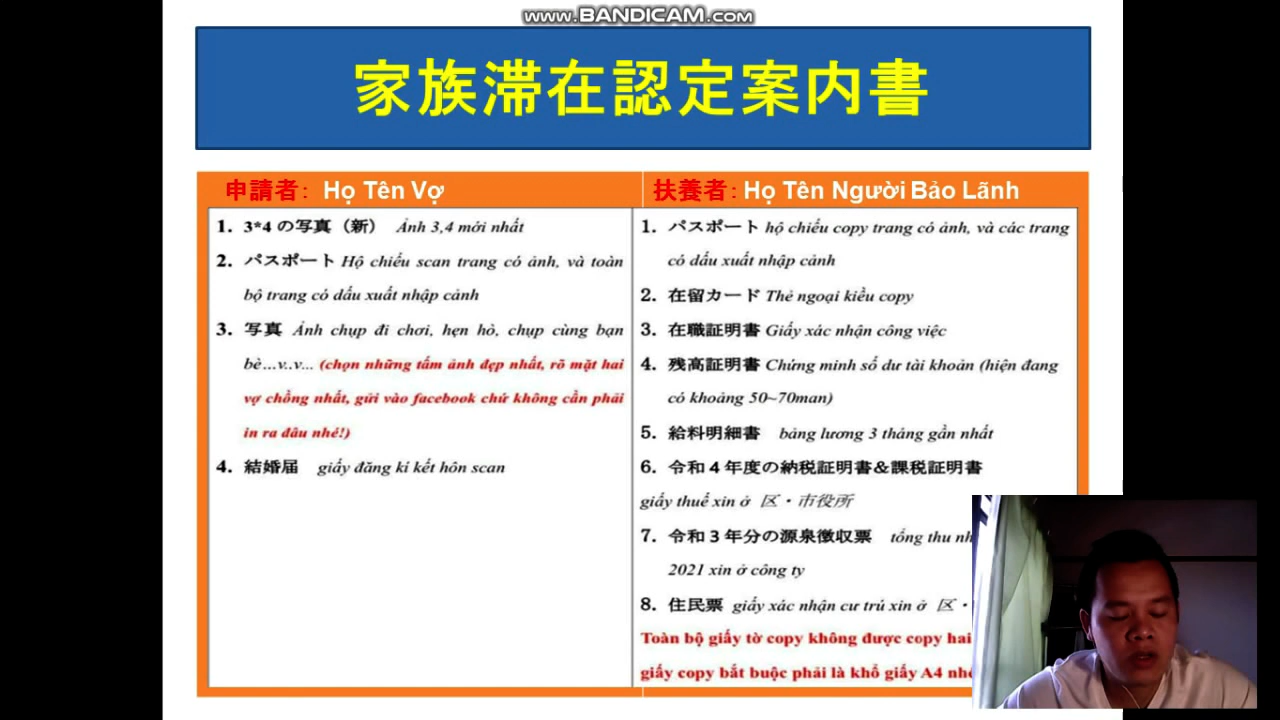 www.BANDICAM.com
家族滞在認定案内書
申請者： Họ Tên Vợ
1. 3*4の写真（新） Ảnh 3,4 mới nhất
2. パスポート Hộ chiếu scan trang có ảnh, và toàn
bộ trang có dấu xuất nhập cảnh
3. 写真 Ảnh chụp đi chơi, hẹn hò, chụp cùng bạn
bè...v..v... (chọn những tấm ảnh đẹp nhất, rõ mặt hai
vợ chồng nhất, gửi vào facebook chứ không cần phải
in ra đâu nhé!)
4. 結婚届 giấy đăng kí kết hôn scan
扶養者：Họ Tên Người Bảo Lãnh
1. パスポート hộ chiếu copy trang có ảnh, và các trang
có dấu xuất nhập cảnh
2. 在留カード Thẻ ngoại kiều copy
3. 在職証明書 Giấy xác nhận công việc
4. 残高証明書 Chứng minh số dư tài khoản (hiện đang
có khoảng 50~70man)
5. 給料明細書 bảng lương 3 tháng gần nhất
6. 令和4年度の納税証明書&課税証明書
giấy thuế xin ở 区・市役所
7. 令和3年分の源泉徴収票 tổng thu
2021 xin ở công ty
8. 住民票 giấy xác nhận cư trú xin ở 区・
Toàn bộ giấy tờ copy không được copy hai
giấy copy bắt buộc phải là khổ giấy A4